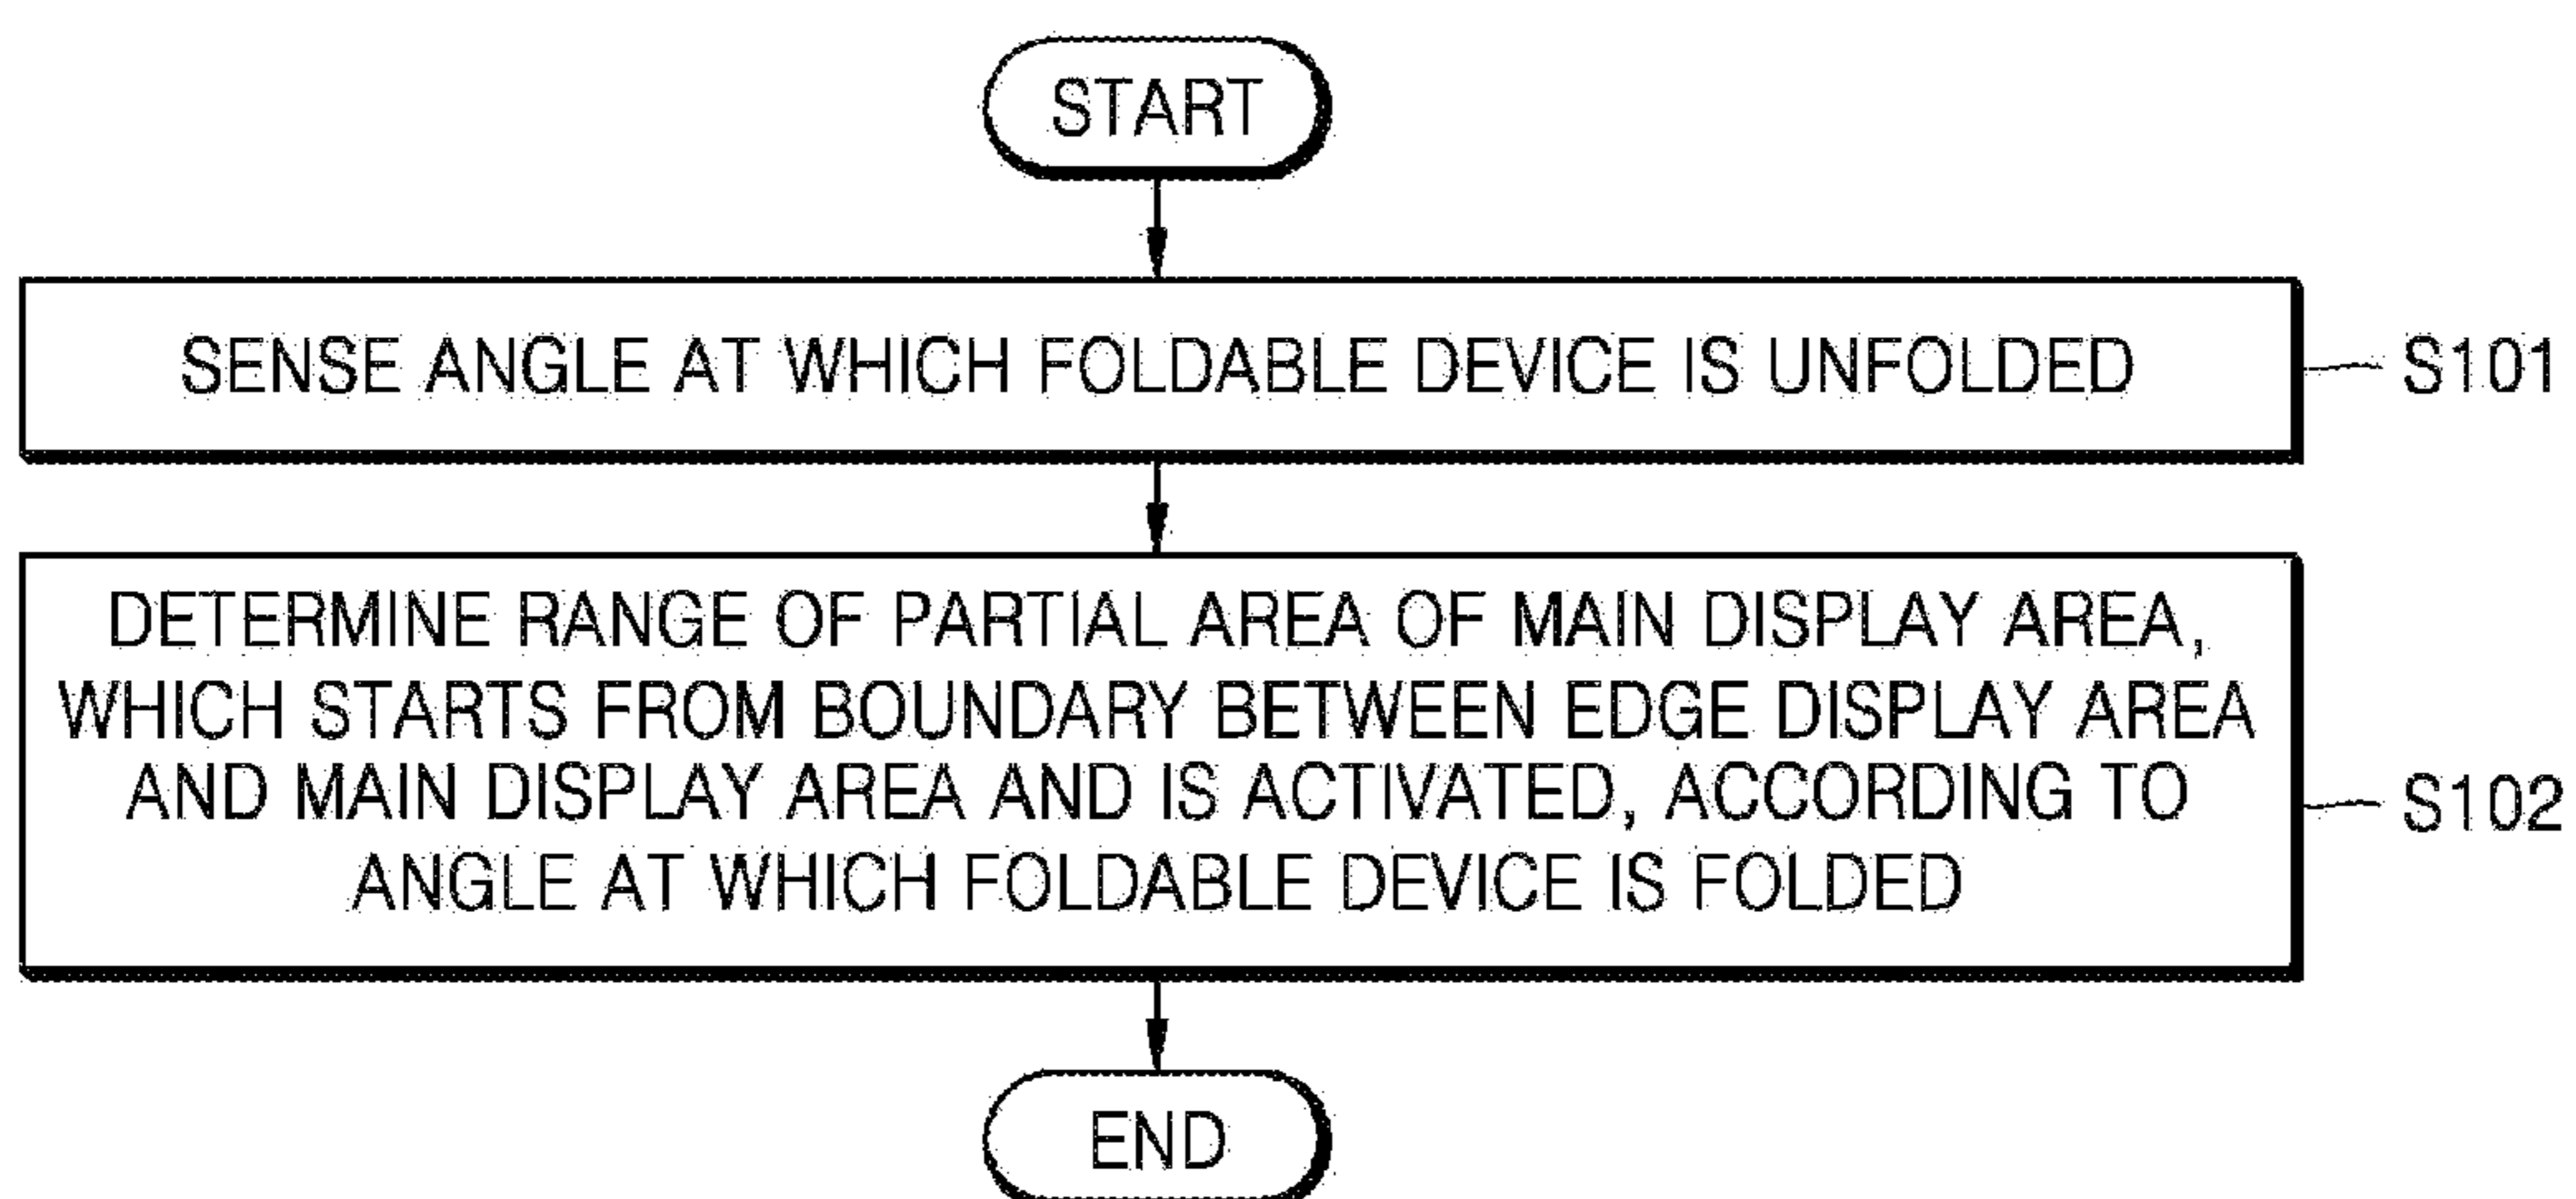 START
SENSE ANGLE AT WHICH FOLDABLE DEVICE IS UNFOLDED
S101
DETERMINE RANGE OF PARTIAL AREA OF MAIN DISPLAY AREA,
WHICH STARTS FROM BOUNDARY BETWEEN EDGE DISPLAY AREA
AND MAIN DISPLAY AREA AND IS ACTIVATED, ACCORDING TO
ANGLE AT WHICH FOLDABLE DEVICE IS FOLDED
S102
END